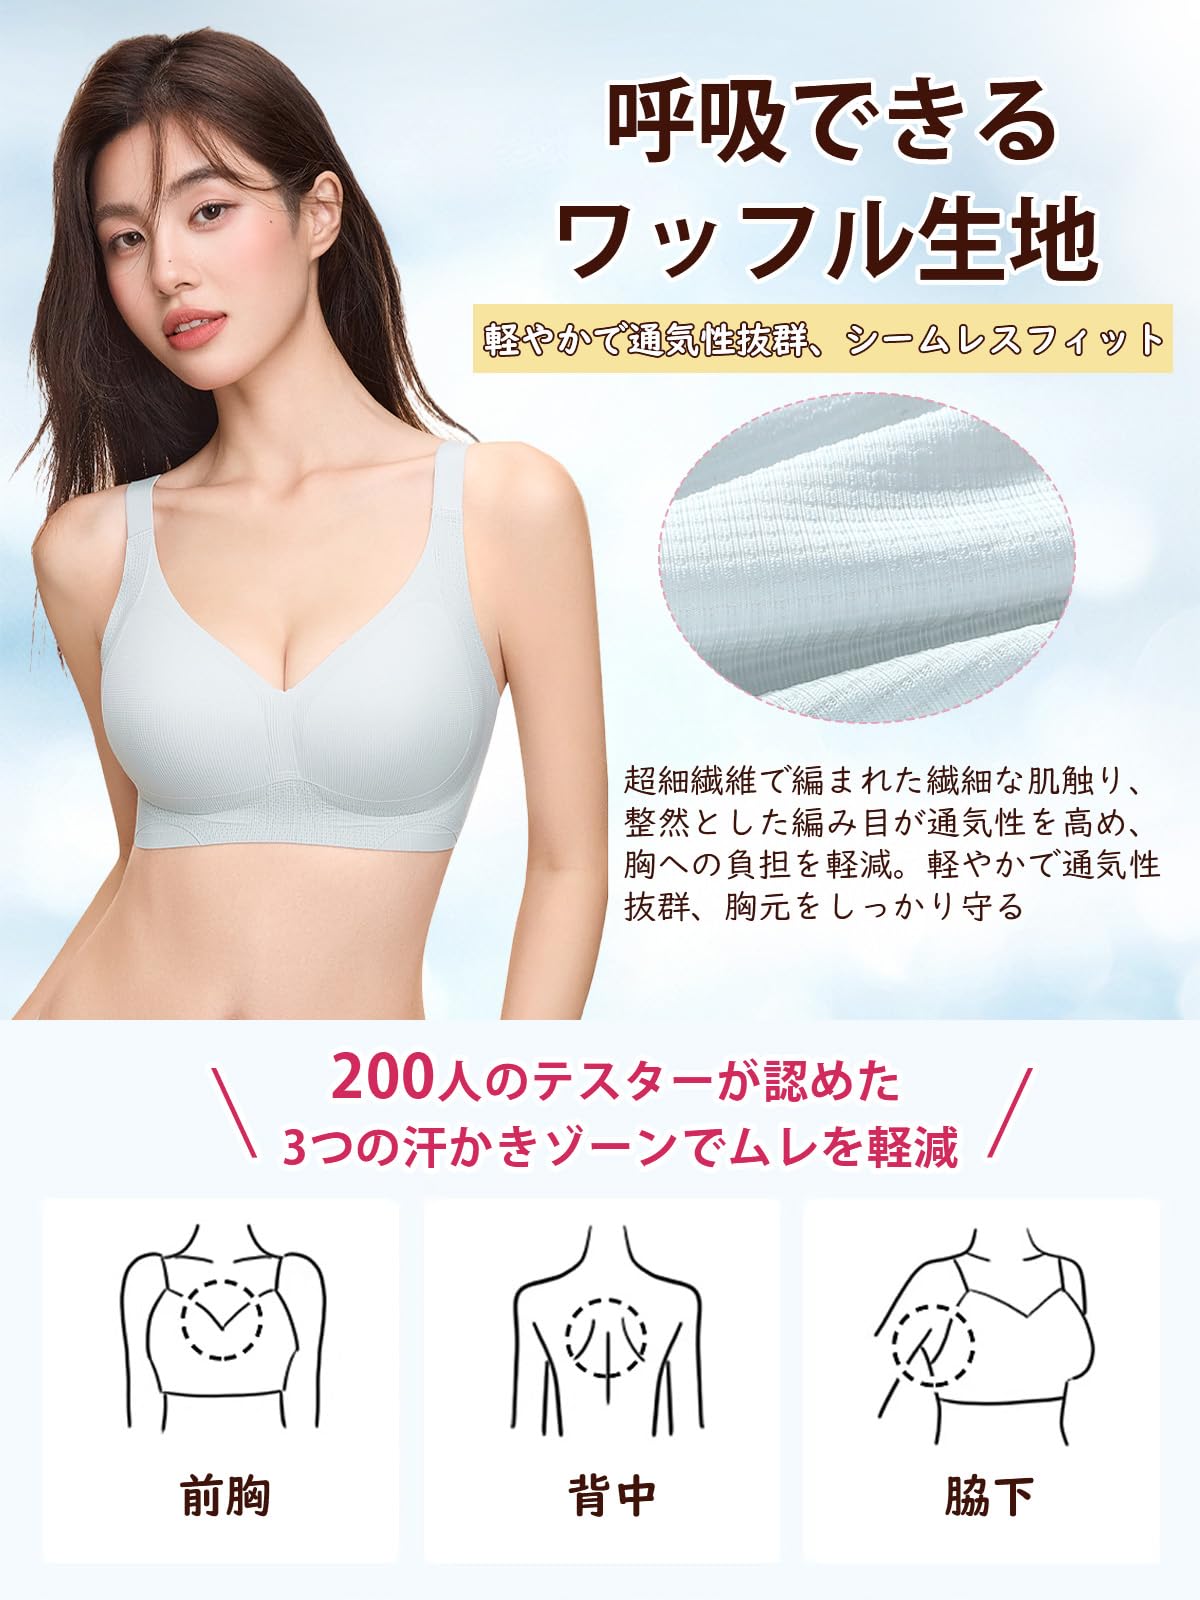 呼吸できる
ワッフル生地
軽やかで通気性抜群、シームレスフィット
超細繊維で編まれた繊細な肌触り、
整然とした編み目が通気性を高め、
胸への負担を軽減。軽やかで通気性
抜群、胸元をしっかり守る
200人のテスターが認めた
3つの汗かきゾーンでムレを軽減
前胸
背中
脇下